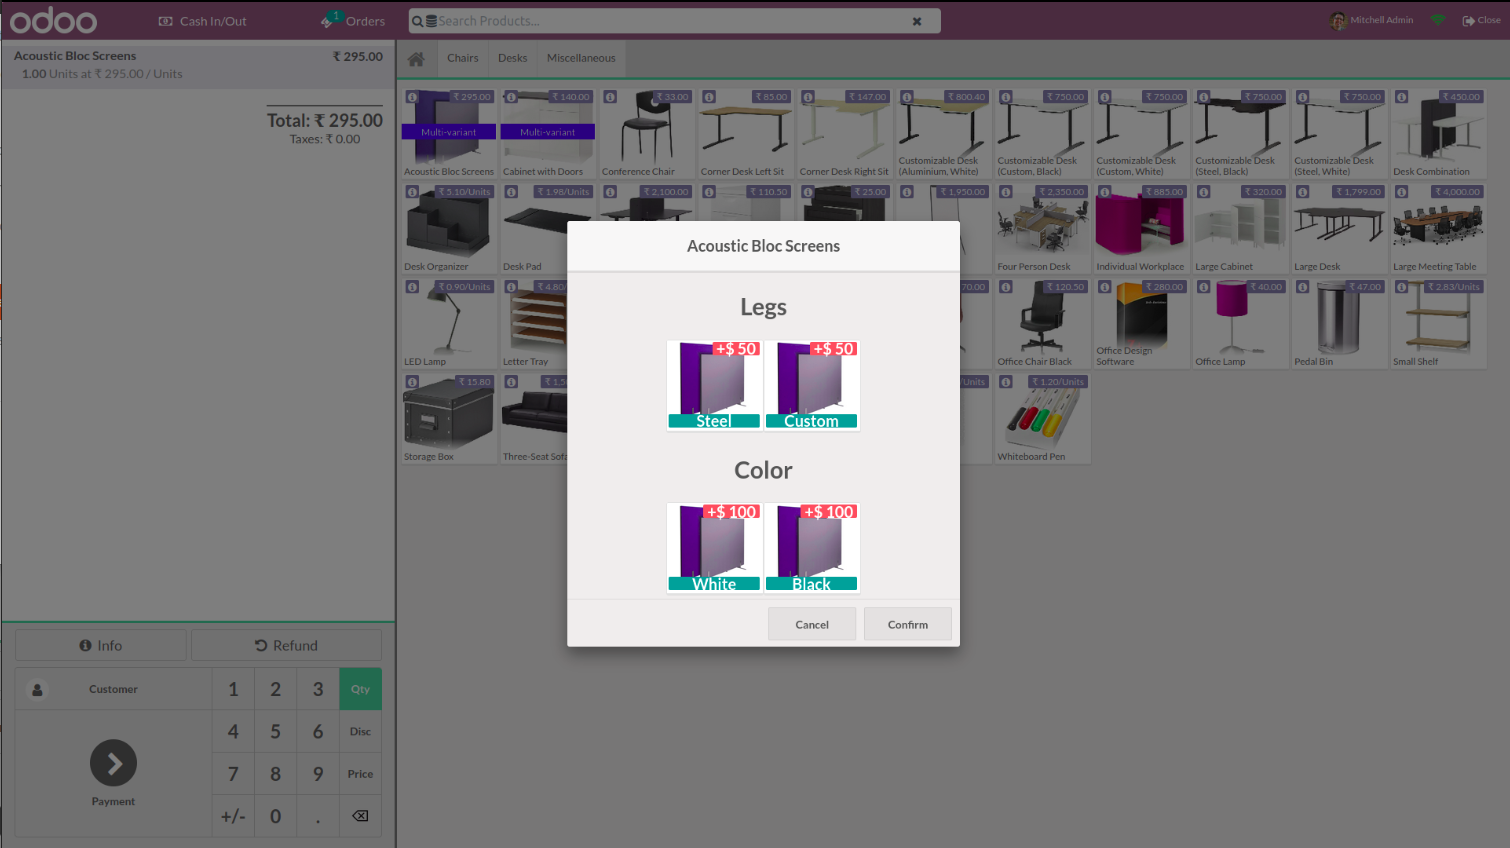 odoo
Cash In/Out
1
Orders
Search Products...
Mitchell Admin
Close
Acoustic Bloc Screens
₹ 295.00
1.00 Units at ₹ 295.00 / Units
Total: ₹ 295.00
Taxes: ₹ 0.00
Chairs
Desks
Miscellaneous
₹ 295.00
Multi-variant
Acoustic Bloc Screens
₹ 140.00
Multi-variant
Cabinet with Doors
₹ 33.00
Conference Chair
₹ 85.00
Corner Desk Left Sit
₹ 147.00
Corner Desk Right Sit
₹ 800.40
Customizable Desk
(Aluminium, White)
₹ 750.00
Customizable Desk
(Custom, Black)
₹ 750.00
Customizable Desk
(Custom, White)
₹ 750.00
Customizable Desk
(Steel, Black)
₹ 750.00
Customizable Desk
(Steel, White)
₹ 450.00
Desk Combination
₹ 5.10/Units
Desk Organizer
₹ 1.98/Units
Desk Pad
₹ 2,100.00
₹ 110.50
₹ 25.00
₹ 1,950.00
₹ 2,350.00
Four Person Desk
₹ 885.00
Individual Workplace
₹ 320.00
Large Cabinet
₹ 1,799.00
Large Desk
₹ 4,000.00
Large Meeting Table
₹ 0.90/Units
LED Lamp
₹ 4.80/
Letter Tray
70.00
₹ 120.50
Office Chair Black
₹ 280.00
Office Design
Software
₹ 40.00
Office Lamp
₹ 47.00
Pedal Bin
₹ 2.83/Units
Small Shelf
₹ 15.80
Storage Box
₹ 1,5
Three-Seat Sofa
/Units
₹ 1.20/Units
Whiteboard Pen
Acoustic Bloc Screens
Legs
+$ 50
Steel
+$ 50
Custom
Color
+$ 100
White
+$ 100
Black
Cancel
Confirm
Info
Refund
Customer
1
2
3
Qty
4
5
6
Disc
7
8
9
Price
Payment
+/-
0
.